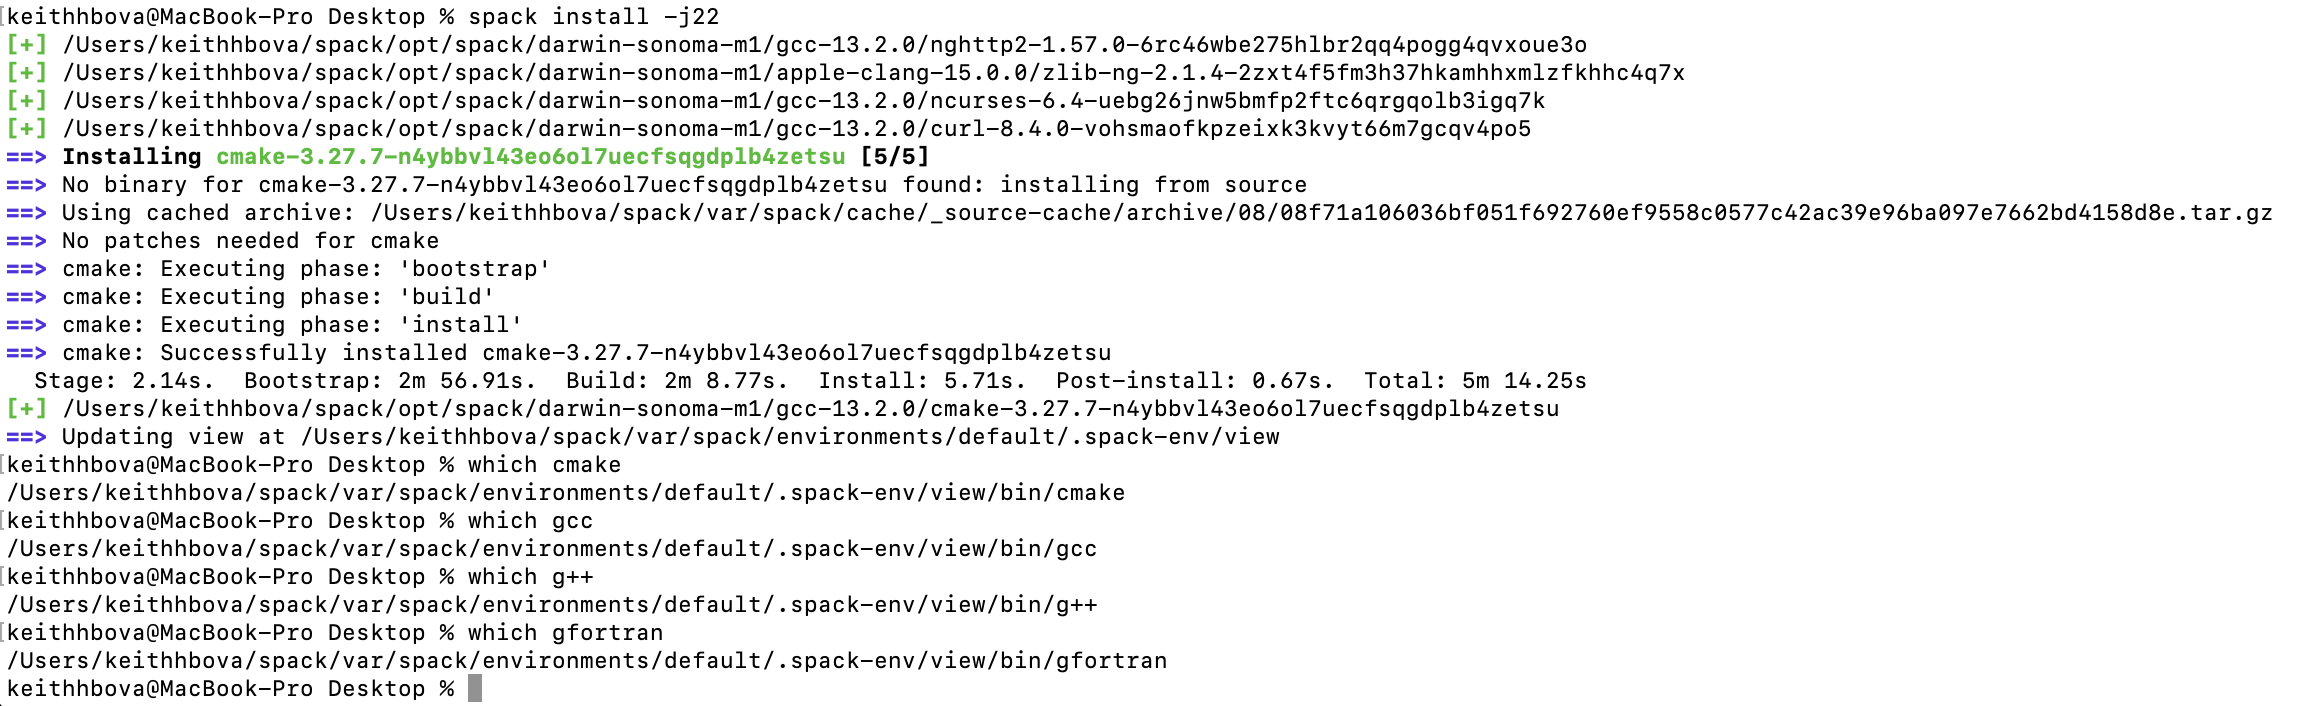 keithhbova@MacBook-Pro Desktop % spack install -j22
[+] /Users/keithhbova/spack/opt/spack/darwin-sonoma-m1/gcc-13.2.0/nghttp2-1.57.0-6rc46wbe275hlbr2qq4pogg4qvxoue3o
[+] /Users/keithhbova/spack/opt/spack/darwin-sonoma-m1/apple-clang-15.0.0/zlib-ng-2.1.4-2zxt4f5fm3h37hkamhhxmlzfkhhc4q7x
[+] /Users/keithhbova/spack/opt/spack/darwin-sonoma-m1/gcc-13.2.0/ncurses-6.4-uebg26jnw5bmfp2ftc6qrgqolb3igq7k
[+] /Users/keithhbova/spack/opt/spack/darwin-sonoma-m1/gcc-13.2.0/curl-8.4.0-vohsmaofkpzeixk3kvyt66m7gcqv4po5
==> Installing cmake-3.27.7-n4ybbvl43eo6ol7uecfsqgdplb4zetsu [5/5]
==> No binary for cmake-3.27.7-n4ybbvl43eo6ol7uecfsqgdplb4zetsu found: installing from source
==> Using cached archive: /Users/keithhbova/spack/var/spack/cache/_source-cache/archive/08/08f71a106036bf051f692760ef9558c0577c42ac39e96ba097e7662bd4158d8e.tar.gz
==> No patches needed for cmake
==> cmake: Executing phase: 'bootstrap'
==> cmake: Executing phase: 'build'
==> cmake: Executing phase: 'install'
==> cmake: Successfully installed cmake-3.27.7-n4ybbvl43eo6ol7uecfsqgdplb4zetsu
  Stage: 2.14s.  Bootstrap: 2m 56.91s.  Build: 2m 8.77s.  Install: 5.71s.  Post-install: 0.67s.  Total: 5m 14.25s
[+] /Users/keithhbova/spack/opt/spack/darwin-sonoma-m1/gcc-13.2.0/cmake-3.27.7-n4ybbvl43eo6ol7uecfsqgdplb4zetsu
==> Updating view at /Users/keithhbova/spack/var/spack/environments/default/.spack-env/view
keithhbova@MacBook-Pro Desktop % which cmake
/Users/keithhbova/spack/var/spack/environments/default/.spack-env/view/bin/cmake
keithhbova@MacBook-Pro Desktop % which gcc
/Users/keithhbova/spack/var/spack/environments/default/.spack-env/view/bin/gcc
keithhbova@MacBook-Pro Desktop % which g++
/Users/keithhbova/spack/var/spack/environments/default/.spack-env/view/bin/g++
keithhbova@MacBook-Pro Desktop % which gfortran
/Users/keithhbova/spack/var/spack/environments/default/.spack-env/view/bin/gfortran
keithhbova@MacBook-Pro Desktop %